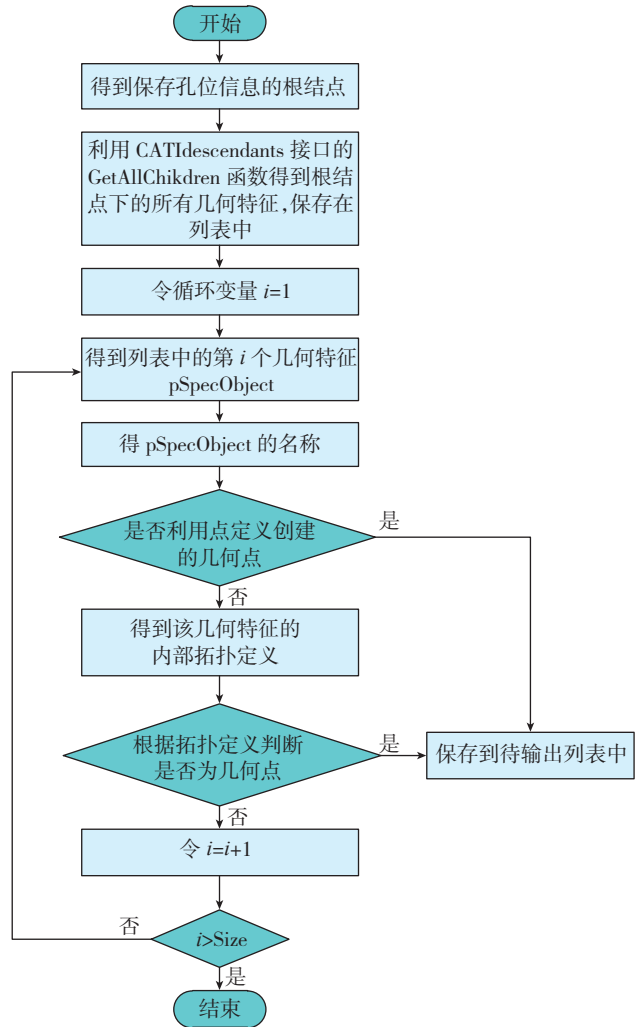 开始
得到保存孔位信息的根结点
利用 CATIdescendants 接口的
GetAllChikdren 函数得到根结
点下的所有几何特征,保存在
列表中
令循环变量 i=1
得到列表中的第 i 个几何特征
pSpecObject
得 pSpecObject 的名称
是否利用点定义创建
的几何点
是
否
得到该几何特征的
内部拓扑定义
根据拓扑定义判断
是否为几何点
是
保存到待输出列表中
否
令 i=i+1
i>Size
否
是
结束